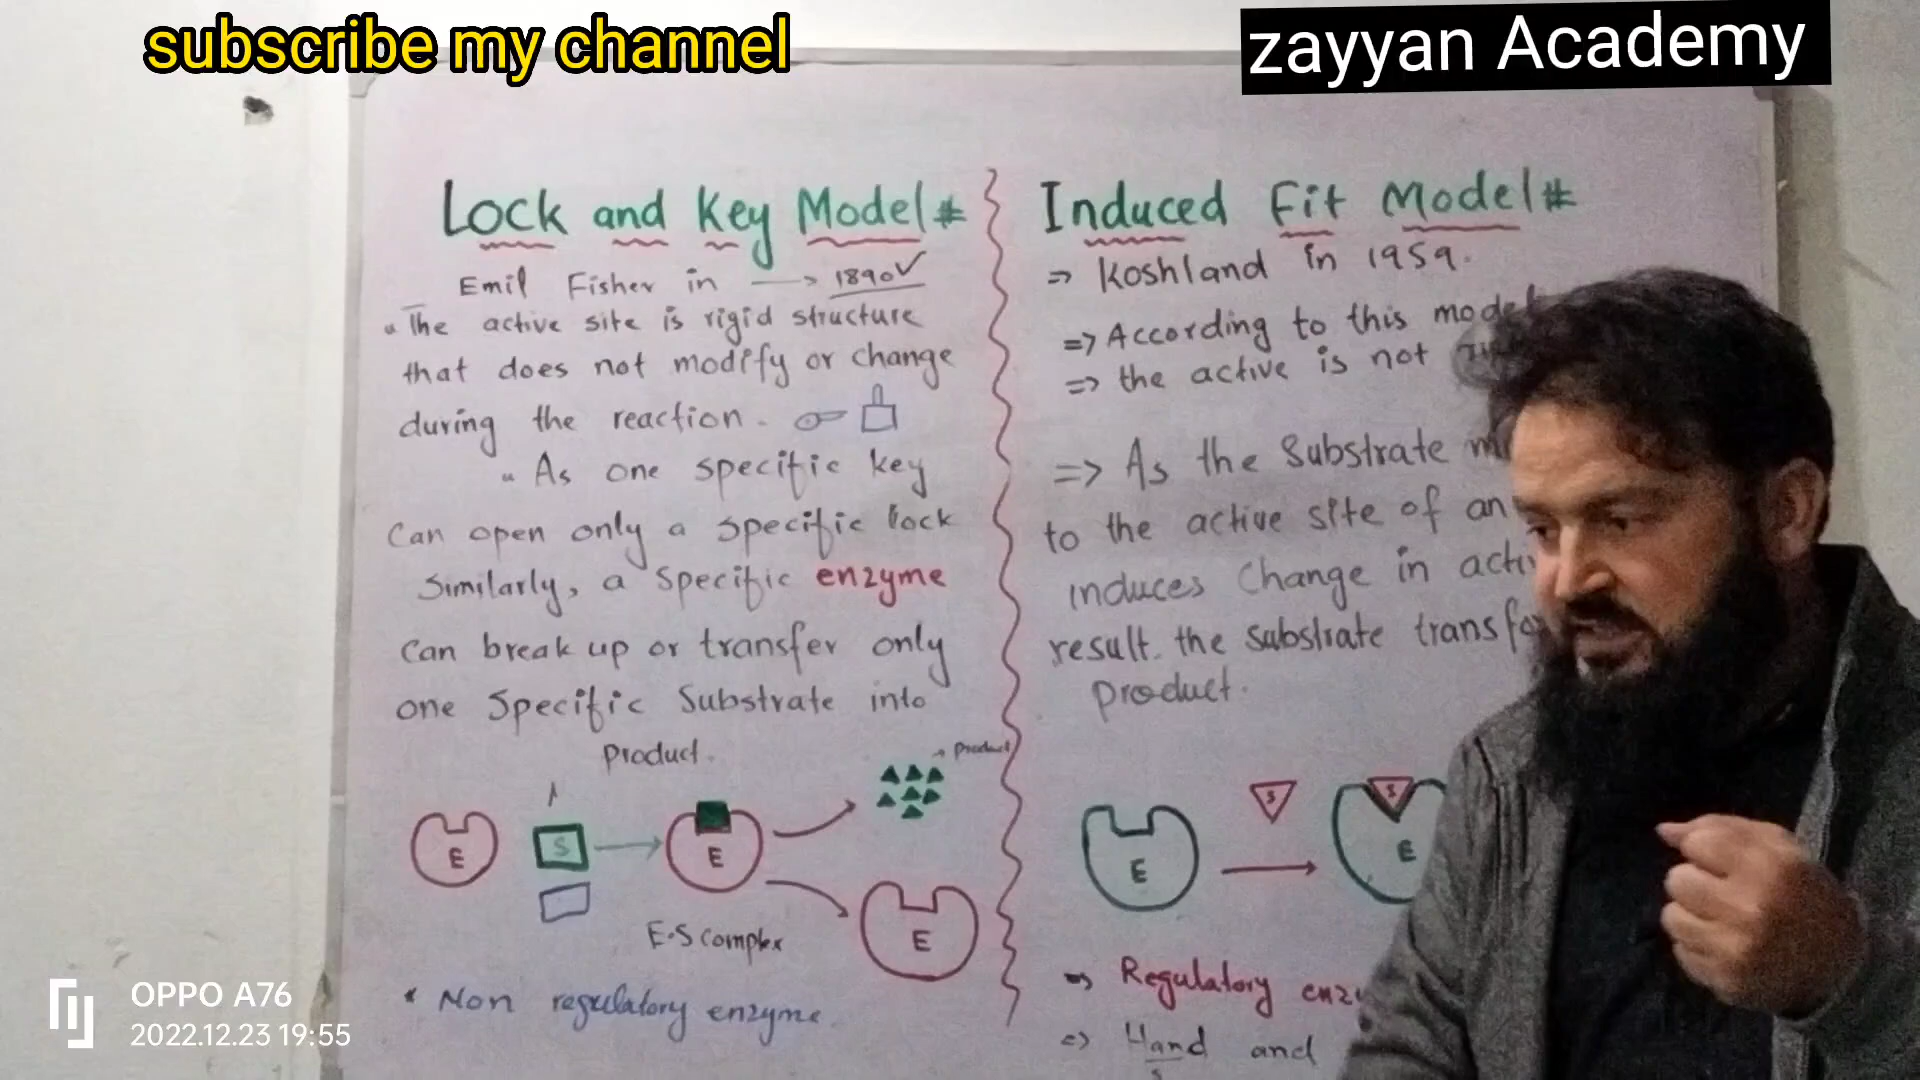 subscribe my channel
zayyan Academy
Lock and Key Model #
Emil Fisher in → 1890 ✓
" The active site is rigid structure
that does not modify or change
during the reaction.
" As one specific key
Can open only a specific lock
Similarly, a specific enzyme
Can break up or transfer only
one Specific Substrate into
Product.
→ Product
E
S
E
E
E-S complex
* Non regulatory enzyme
Induced Fit Model #
⇒ Koshland in 1959.
⇒ According to this model
⇒ the active is not
⇒ As the Substrate
to the active site of an
induces Change in
result. the substrate
product.
E
S
S
E
⇒ Regulatory
⇒ Hand and
OPPO A76
2022.12.23 19:55